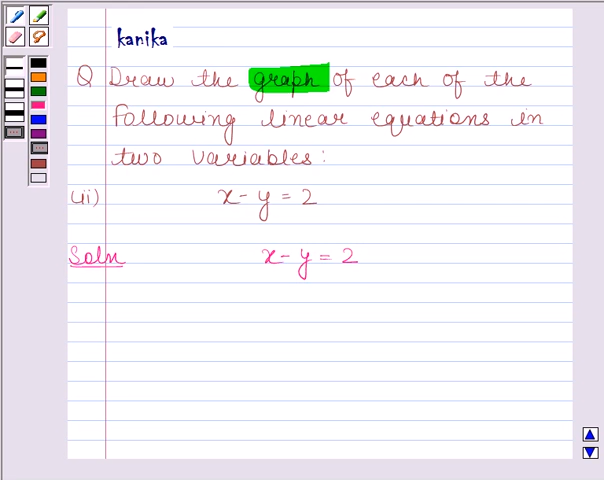 kanika
Q Draw the graph of each of the
following linear equations in
two variables:
(ii) x - y = 2
Soln x - y = 2